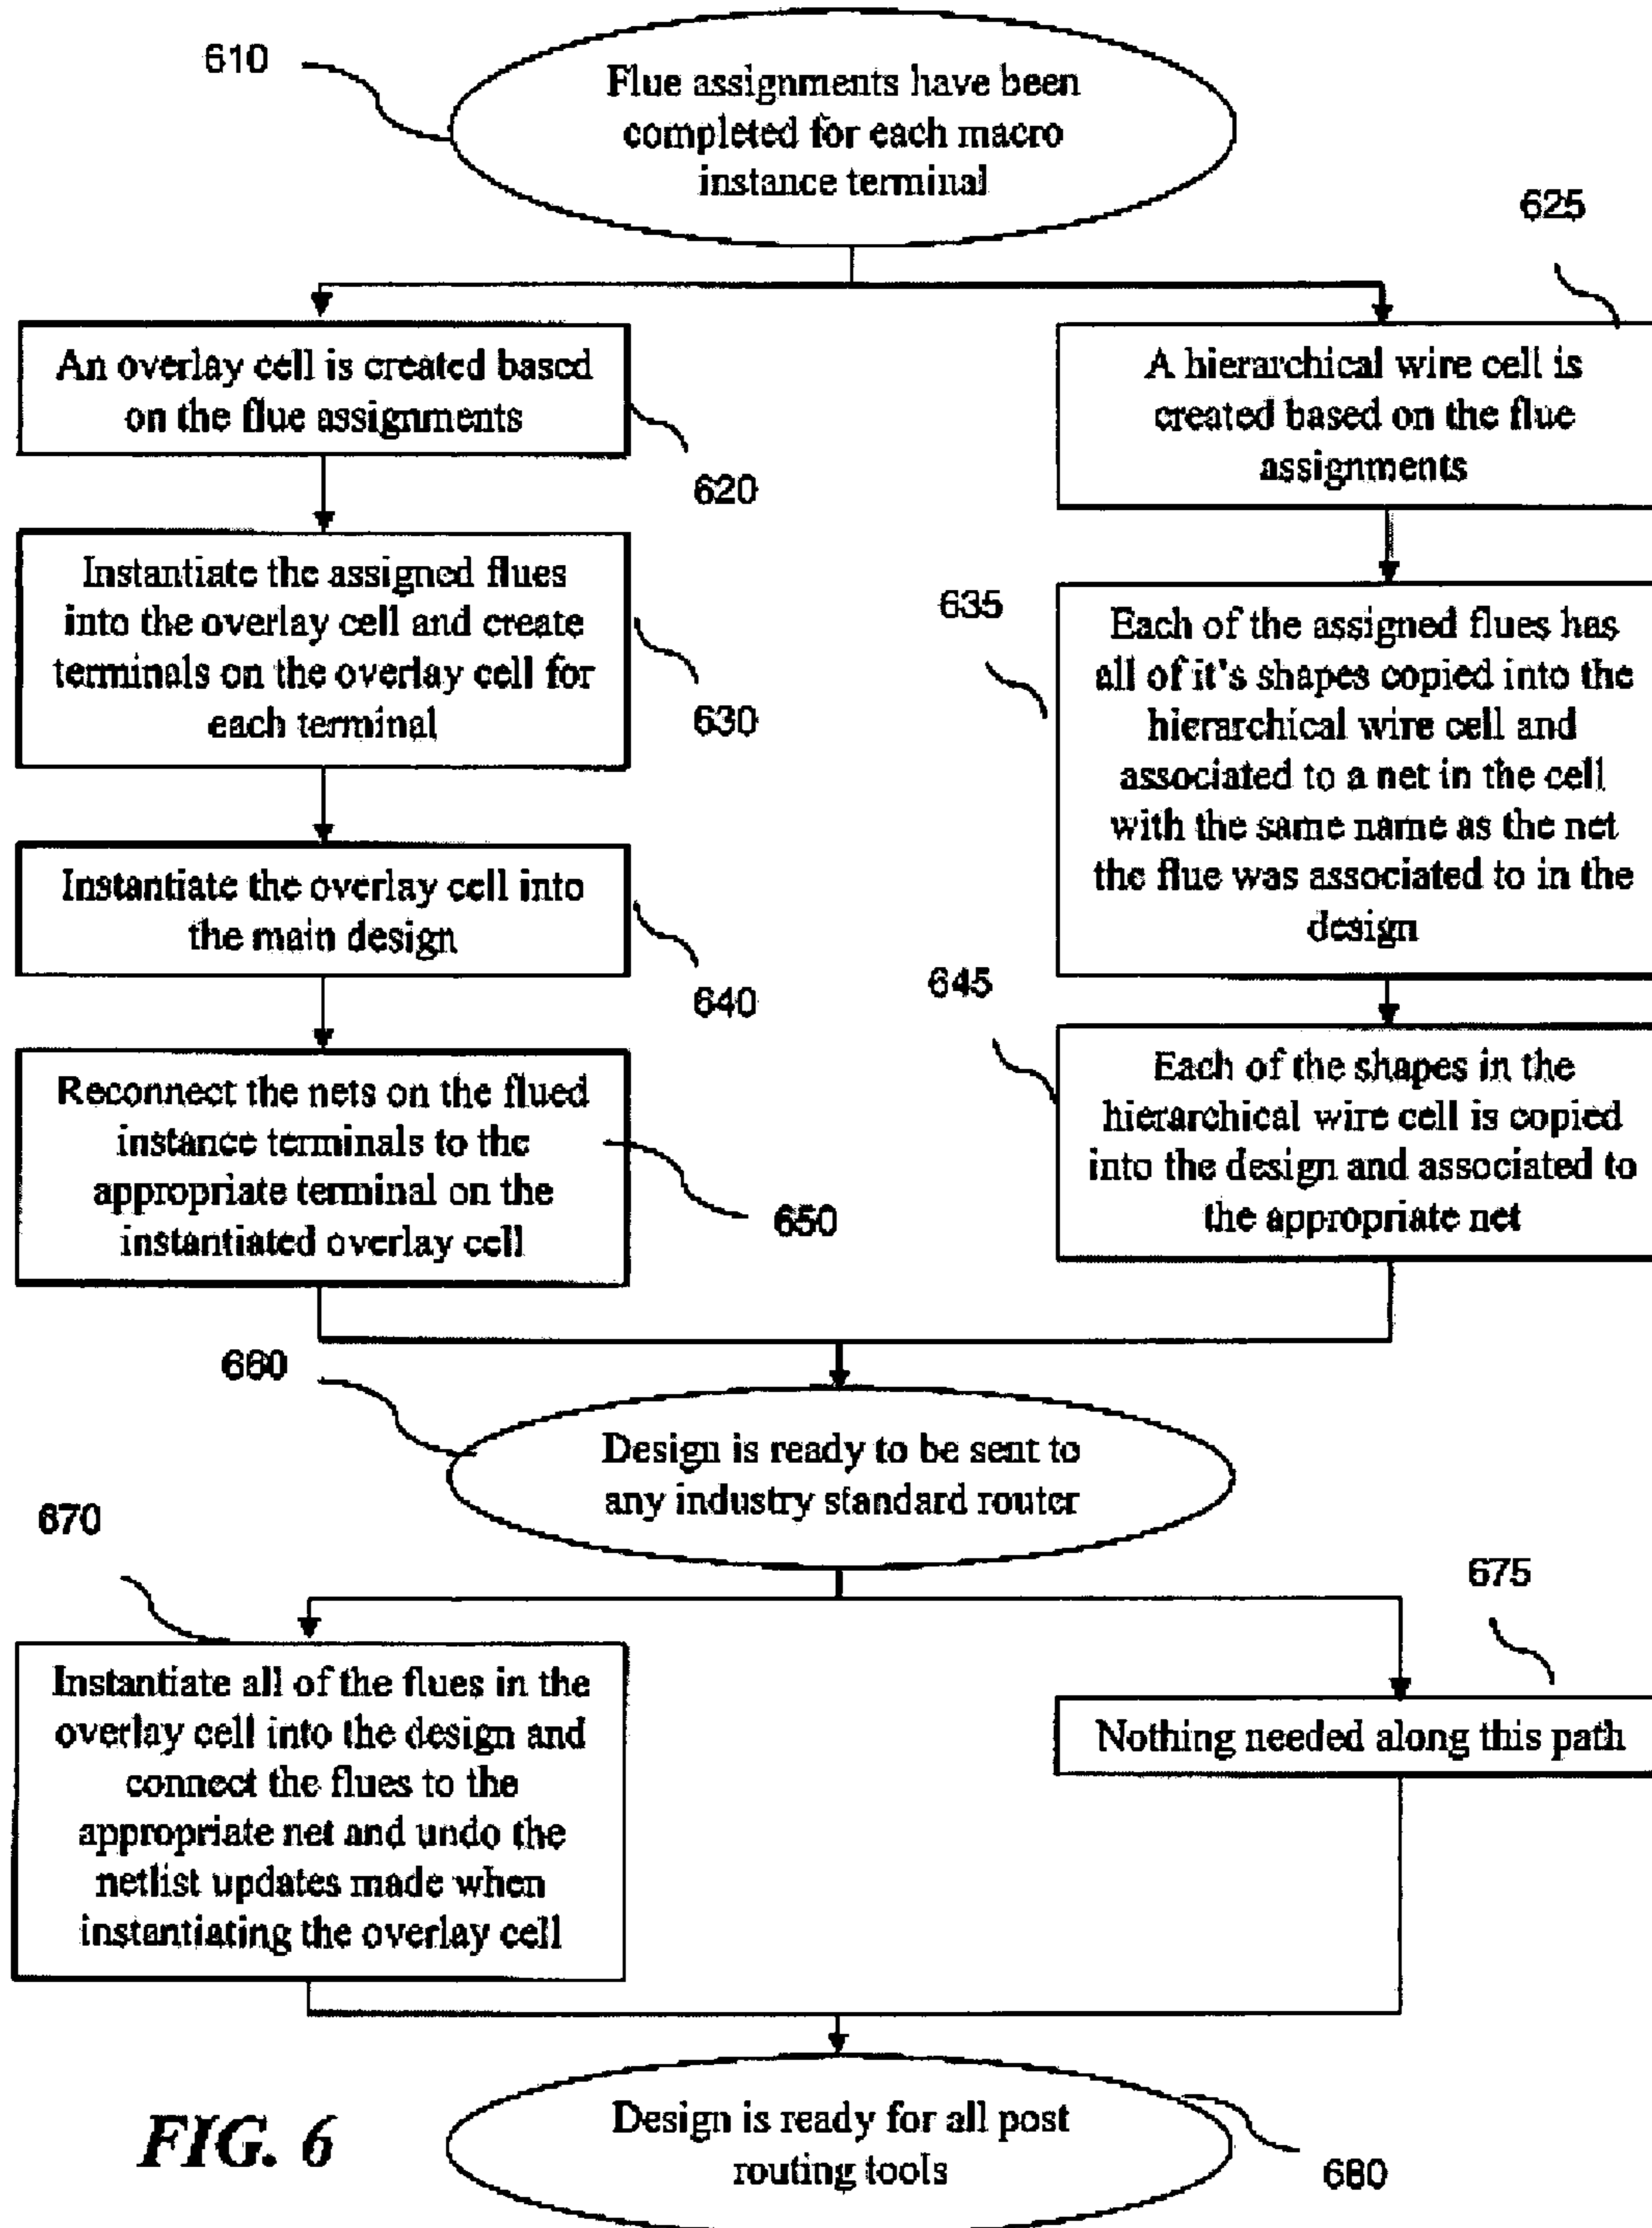 610
Flue assignments have been
completed for each macro
instance terminal
625
An overlay cell is created based
on the flue assignments
620
A hierarchical wire cell is
created based on the flue
assignments
Instantiate the assigned flues
into the overlay cell and create
terminals on the overlay cell for
each terminal
630
635
Each of the assigned flues has
all of it's shapes copied into the
hierarchical wire cell and
associated to a net in the cell
with the same name as the net
the flue was associated to in the
design
Instantiate the overlay cell into
the main design
640
645
Reconnect the nets on the flued
instance terminals to the
appropriate terminal on the
instantiated overlay cell
650
Each of the shapes in the
hierarchical wire cell is copied
into the design and associated to
the appropriate net
660
Design is ready to be sent to
any industry standard router
670
675
Instantiate all of the flues in the
overlay cell into the design and
connect the flues to the
appropriate net and undo the
netlist updates made when
instantiating the overlay cell
Nothing needed along this path
Design is ready for all post
routing tools
680
FIG. 6